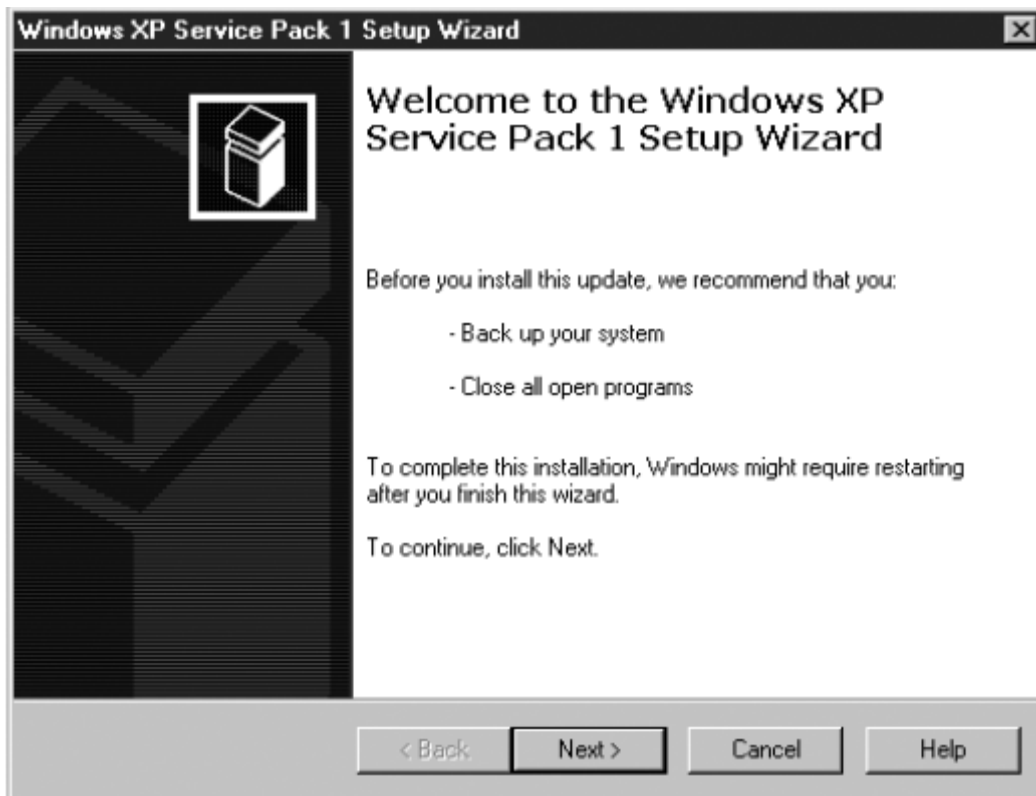 Windows XP Service Pack 1 Setup Wizard
Welcome to the Windows XP
Service Pack 1 Setup Wizard
Before you install this update, we recommend that you:
- Back up your system
- Close all open programs
To complete this installation, Windows might require restarting
after you finish this wizard.
To continue, click Next.
< Back
Next >
Cancel
Help